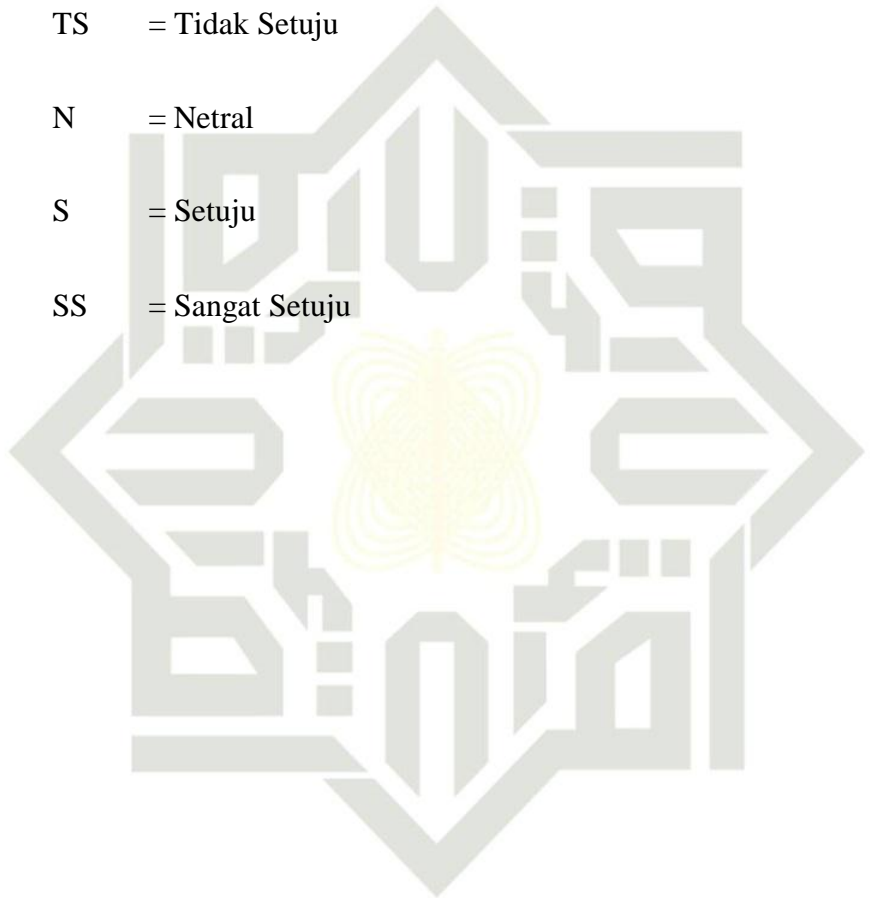 TS = Tidak Setuju
N = Netral
S = Setuju
SS = Sangat Setuju